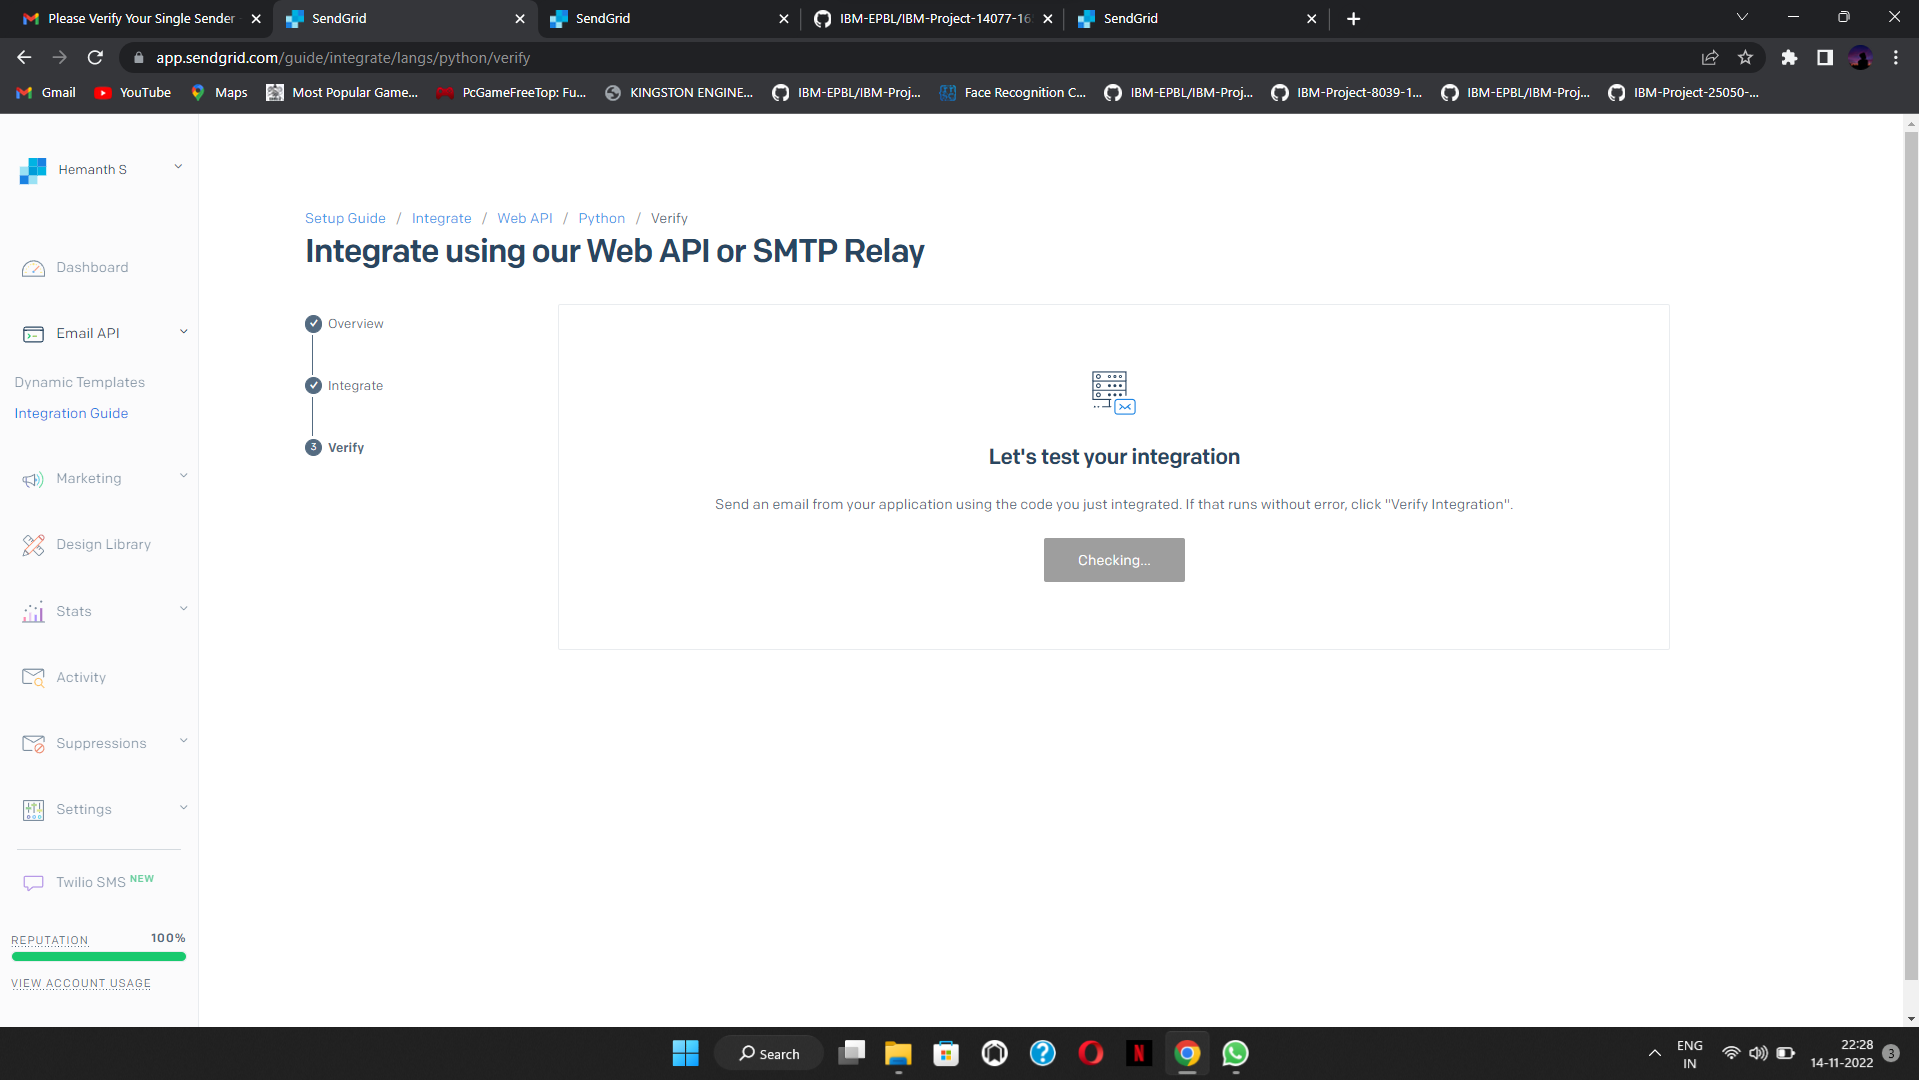 Please Verify Your Single Sender
SendGrid
SendGrid
IBM-EPBL/IBM-Project-14077-16
SendGrid
app.sendgrid.com/guide/integrate/langs/python/verify
Gmail
YouTube
Maps
Most Popular Game...
PcGameFreeTop: Fu...
KINGSTON ENGINE...
IBM-EPBL/IBM-Proj...
Face Recognition C...
IBM-EPBL/IBM-Proj...
IBM-Project-8039-1...
IBM-EPBL/IBM-Proj...
IBM-Project-25050-...
Hemanth S
Dashboard
Email API
Dynamic Templates
Integration Guide
Marketing
Design Library
Stats
Activity
Suppressions
Settings
Twilio SMS NEW
REPUTATION 100%
VIEW ACCOUNT USAGE
Setup Guide / Integrate / Web API / Python / Verify
Integrate using our Web API or SMTP Relay
Overview
Integrate
3 Verify
Let's test your integration
Send an email from your application using the code you just integrated. If that runs without error, click "Verify Integration".
Checking...
Search
ENG
IN
22:28
14-11-2022
3